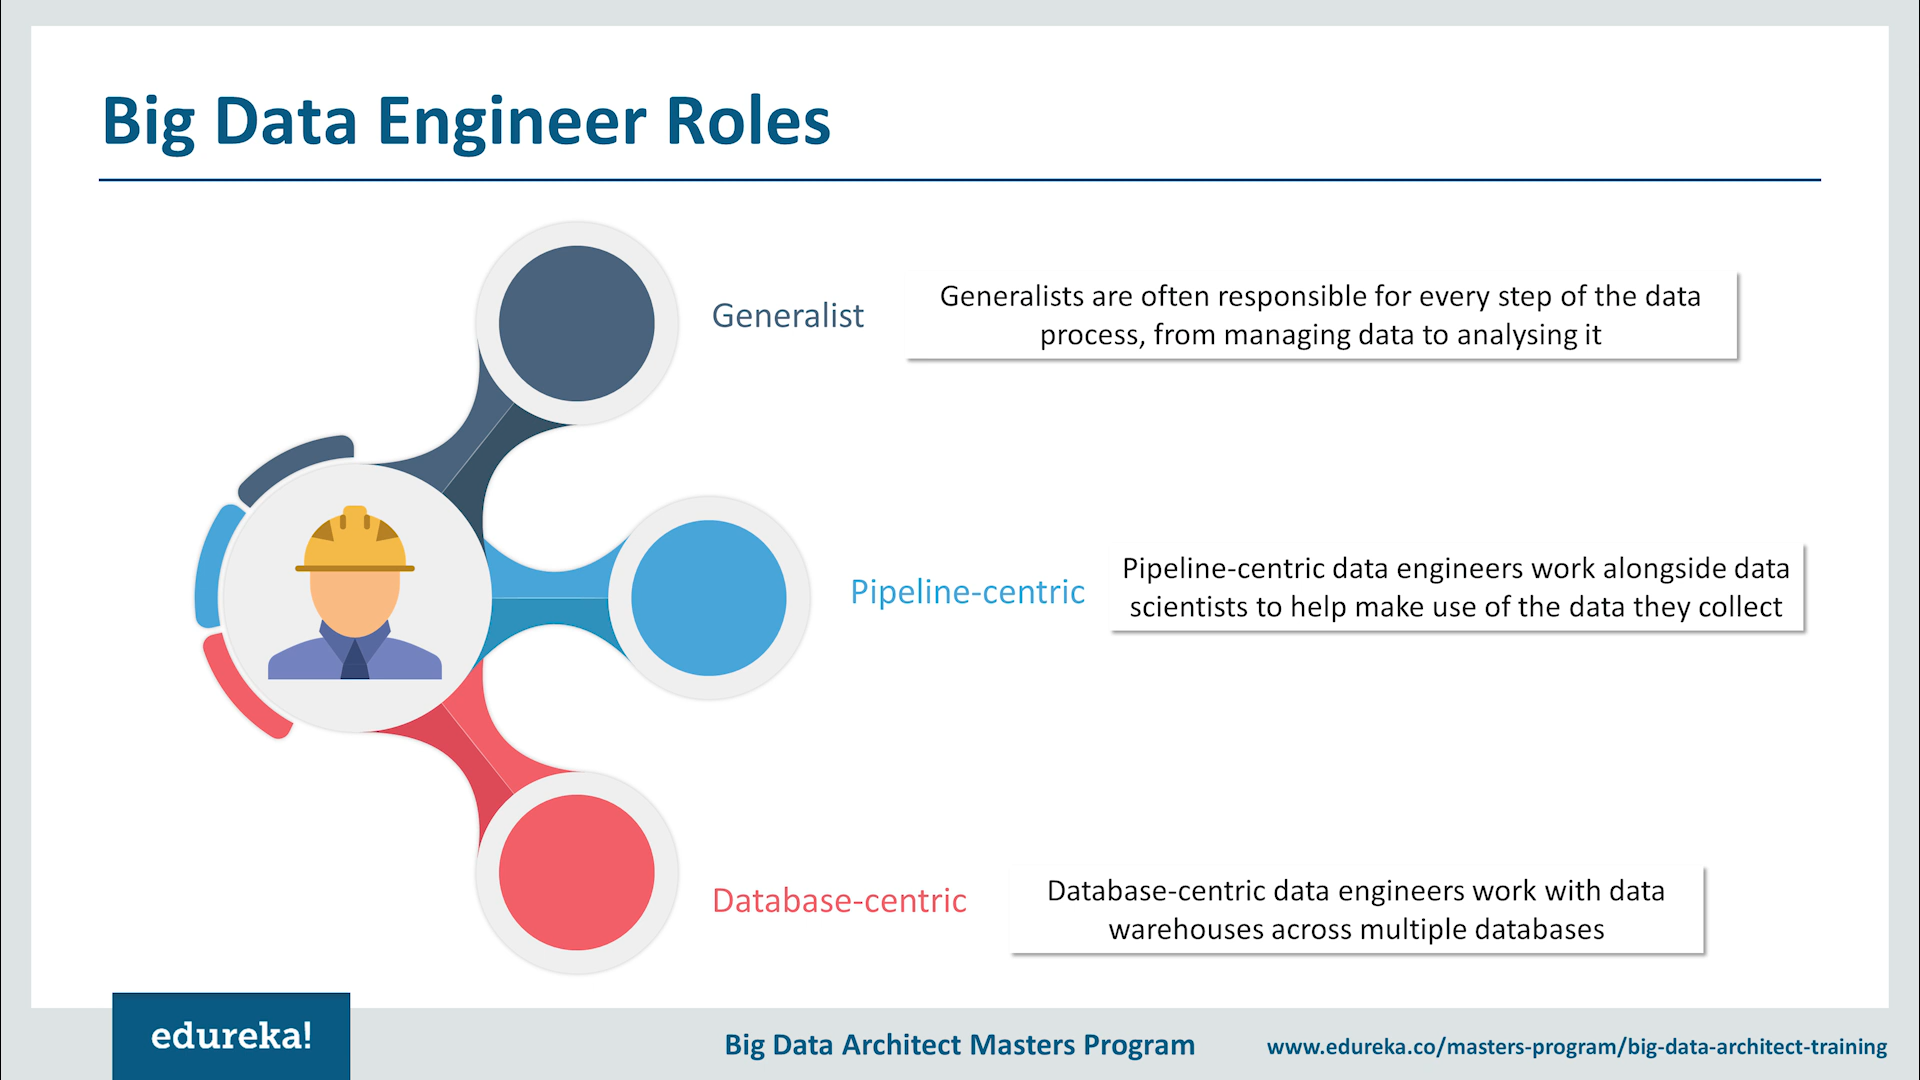 Big Data Engineer Roles
Generalist
Generalists are often responsible for every step of the data
process, from managing data to analysing it
Pipeline-centric
Pipeline-centric data engineers work alongside data
scientists to help make use of the data they collect
Database-centric
Database-centric data engineers work with data
warehouses across multiple databases
edureka!
Big Data Architect Masters Program
www.edureka.co/masters-program/big-data-architect-training